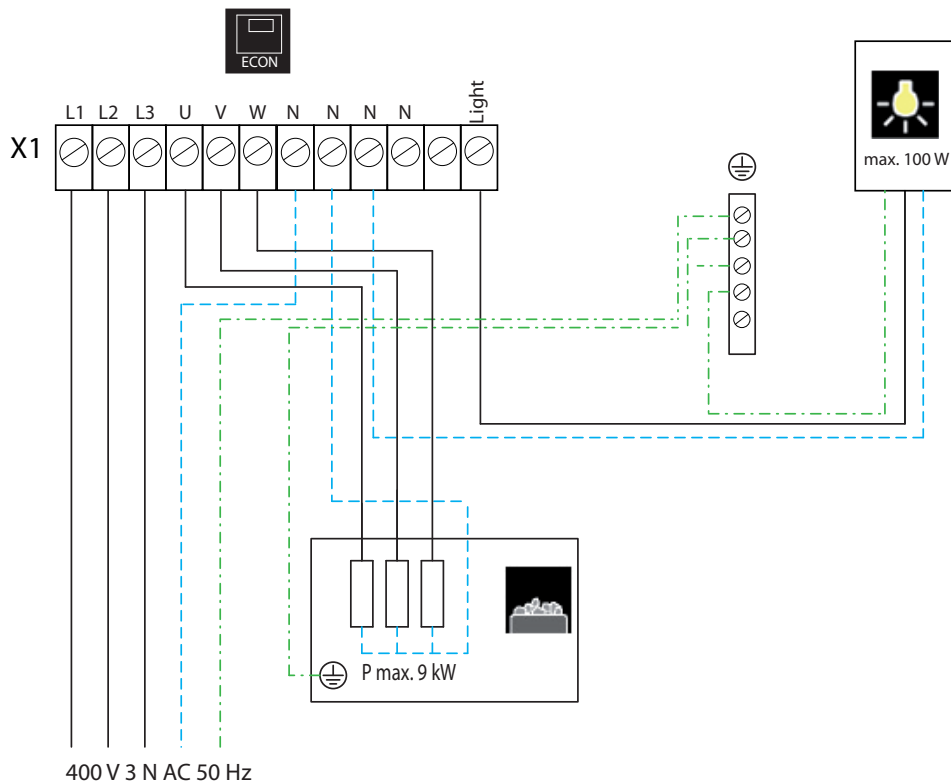 ECON
L1 L2 L3 U V W N N N N Light
X1
max. 100 W
P max. 9 kW
400 V 3 N AC 50 Hz